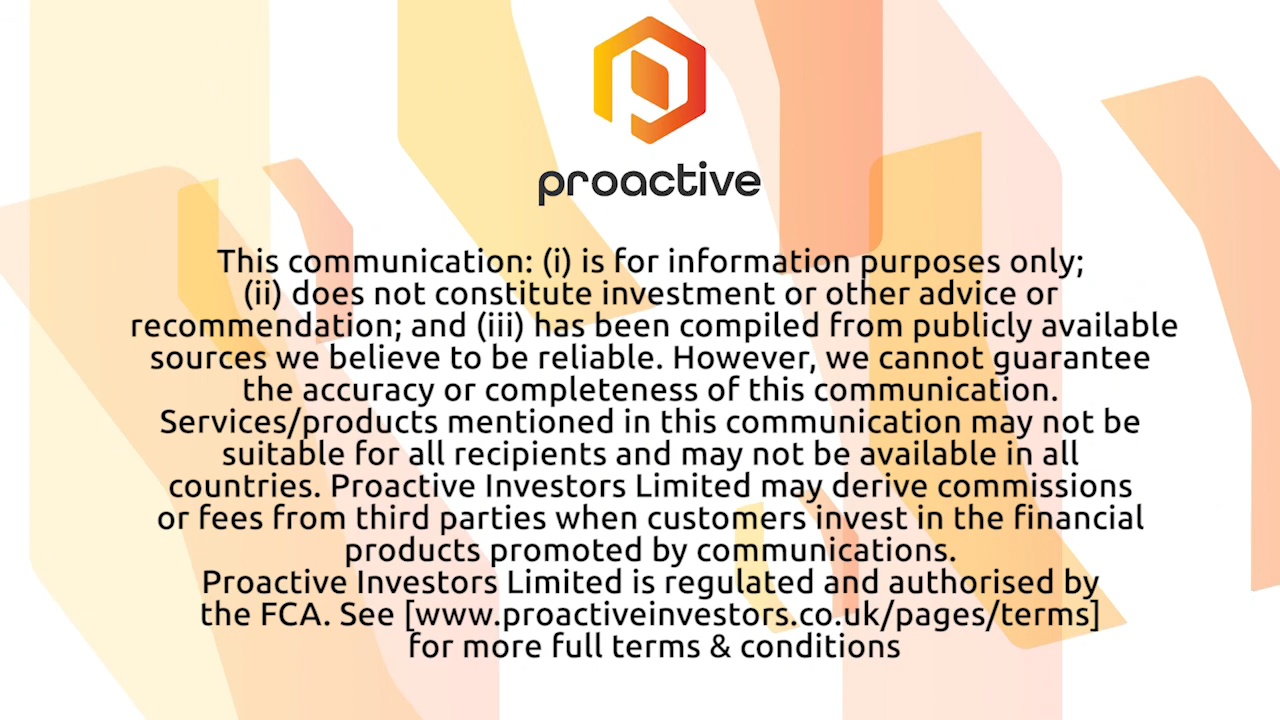 proactive
This communication: (i) is for information purposes only;
(ii) does not constitute investment or other advice or
recommendation; and (iii) has been compiled from publicly available
sources we believe to be reliable. However, we cannot guarantee
the accuracy or completeness of this communication.
Services/products mentioned in this communication may not be
suitable for all recipients and may not be available in all
countries. Proactive Investors Limited may derive commissions
or fees from third parties when customers invest in the financial
products promoted by communications.
Proactive Investors Limited is regulated and authorised by
the FCA. See [www.proactiveinvestors.co.uk/pages/terms]
for more full terms & conditions